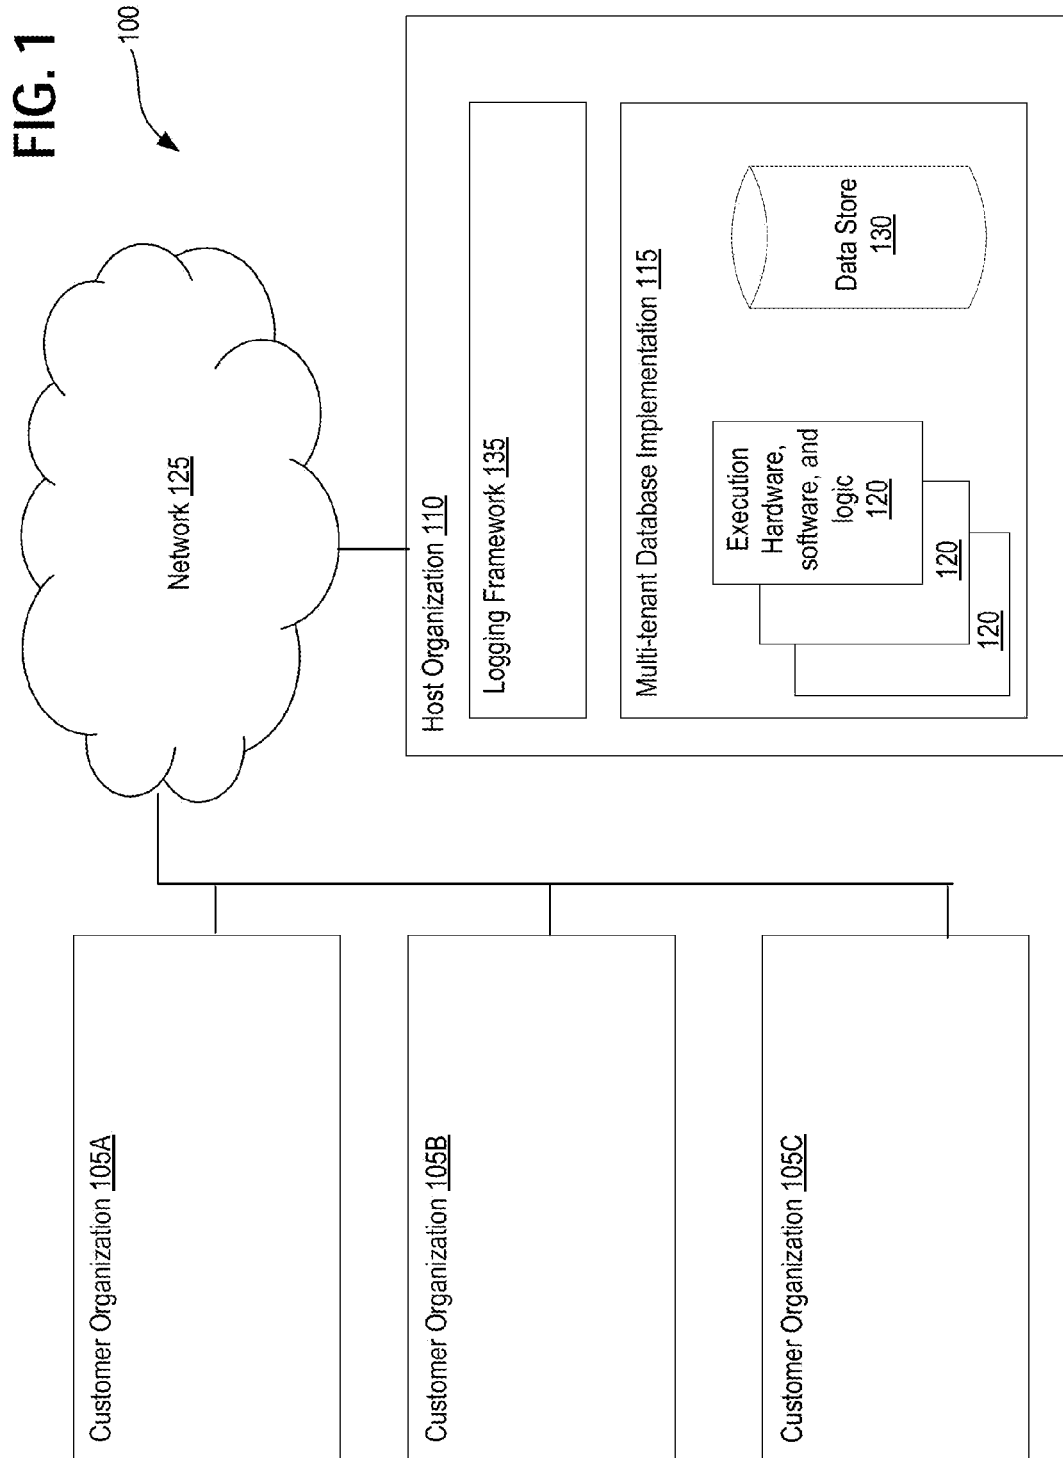 FIG. 1
100
Customer Organization 105A
Customer Organization 105B
Customer Organization 105C
Network 125
Host Organization 110
Logging Framework 135
Multi-tenant Database Implementation 115
Execution
Hardware,
software, and
logic
120
120
120
Data Store
130